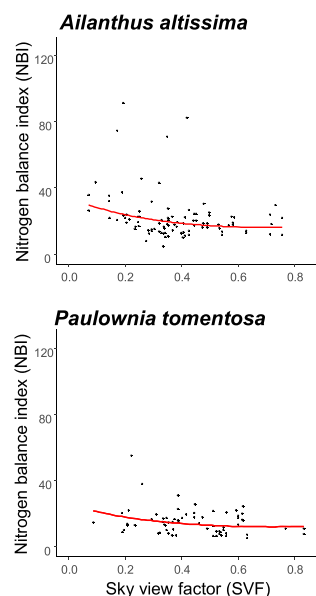 Ailanthus altissima
Nitrogen balance index (NBI)
120
80
40
0
0.0 0.2 0.4 0.6 0.8
Paulownia tomentosa
Nitrogen balance index (NBI)
120
80
40
0
0.0 0.2 0.4 0.6 0.8
Sky view factor (SVF)